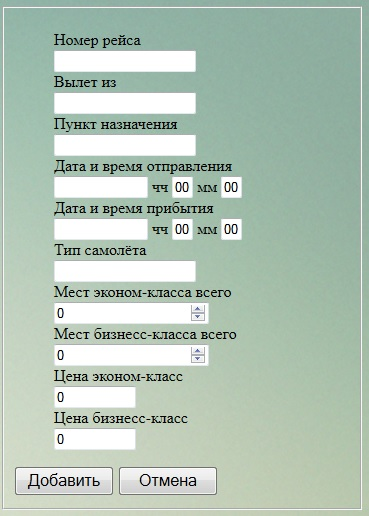 Номер рейса
Вылет из
Пункт назначения
Дата и время отправления
чч 00 мм 00
Дата и время прибытия
чч 00 мм 00
Тип самолёта
Мест эконом-класса всего
0
Мест бизнесс-класса всего
0
Цена эконом-класс
0
Цена бизнесс-класс
0
Добавить Отмена